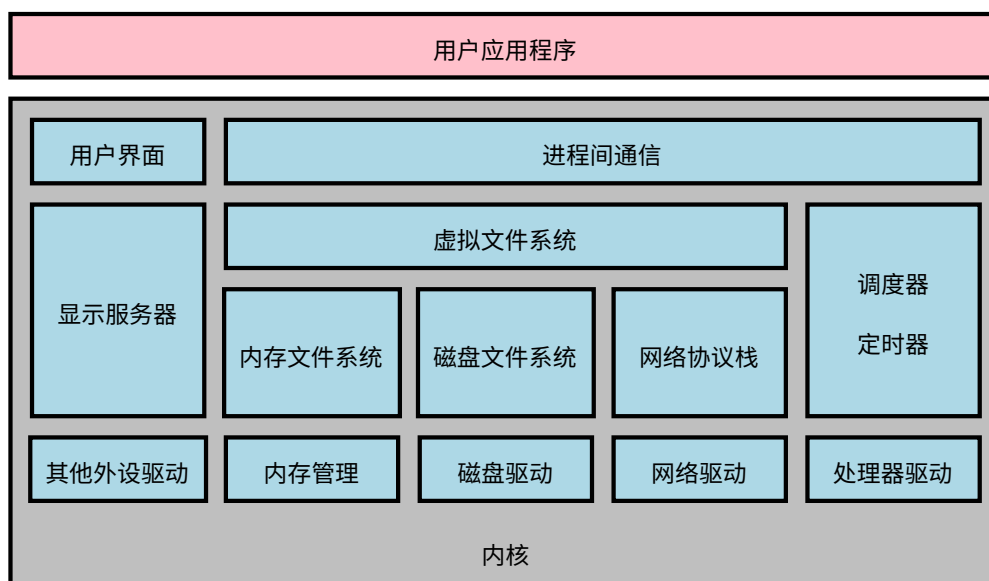 用户应用程序
用户界面
进程间通信
显示服务器
虚拟文件系统
调度器
定时器
内存文件系统
磁盘文件系统
网络协议栈
其他外设驱动
内存管理
磁盘驱动
网络驱动
处理器驱动
内核